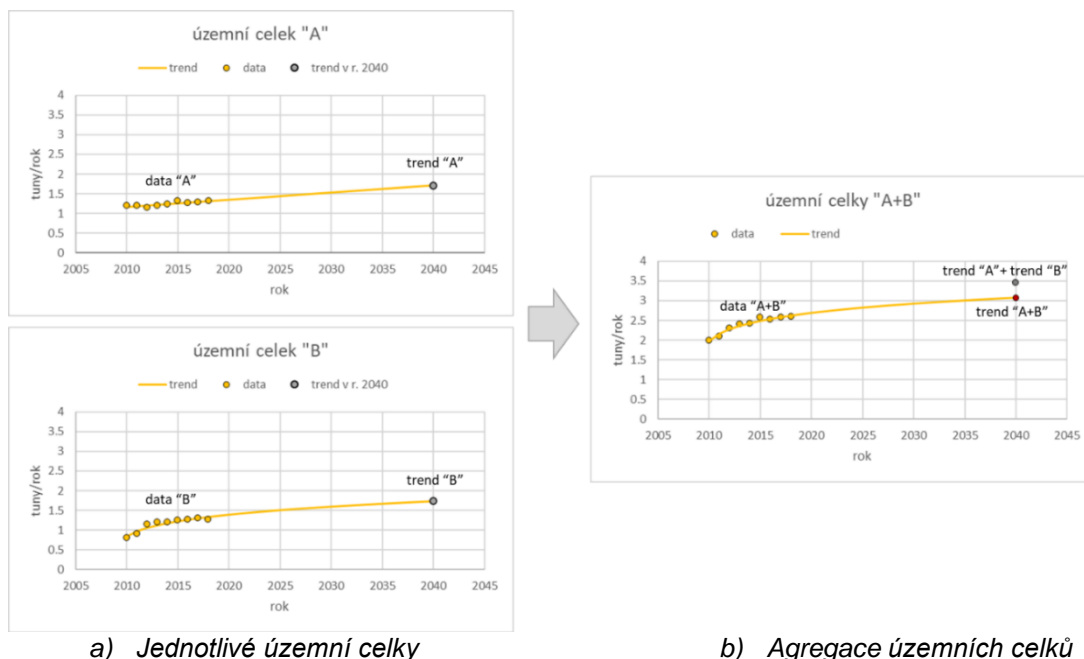 územní celek "A"
trend data trend v r. 2040
4
3.5
3
2.5
2
1.5
1
0.5
0
tuny/rok
data “A”
trend “A”
2005 2010 2015 2020 2025 2030 2035 2040 2045
rok
územní celek "B"
trend data trend v r. 2040
4
3.5
3
2.5
2
1.5
1
0.5
0
tuny/rok
data “B”
trend “B”
2005 2010 2015 2020 2025 2030 2035 2040 2045
rok
a) Jednotlivé územní celky
územní celky "A+B"
data trend
4
3.5
3
2.5
2
1.5
1
0.5
0
tuny/rok
data “A+B”
trend “A”+ trend “B”
trend “A+B”
2005 2010 2015 2020 2025 2030 2035 2040 2045
rok
b) Agregace územních celků